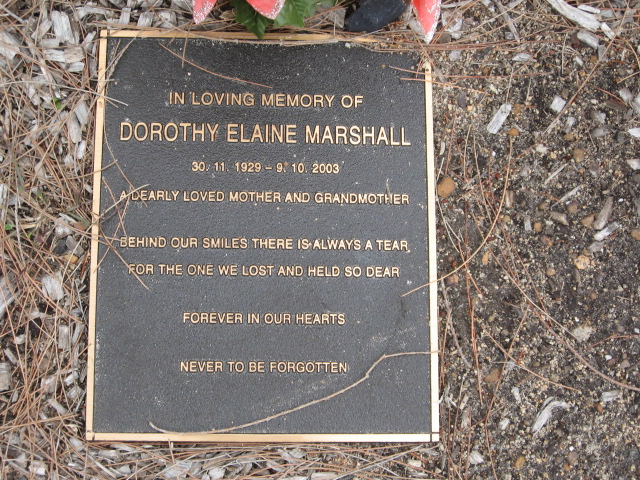 IN LOVING MEMORY OF
DOROTHY ELAINE MARSHALL
30. 11. 1929 – 9. 10. 2003
A DEARLY LOVED MOTHER AND GRANDMOTHER
BEHIND OUR SMILES THERE IS ALWAYS A TEAR
FOR THE ONE WE LOST AND HELD SO DEAR
FOREVER IN OUR HEARTS
NEVER TO BE FORGOTTEN